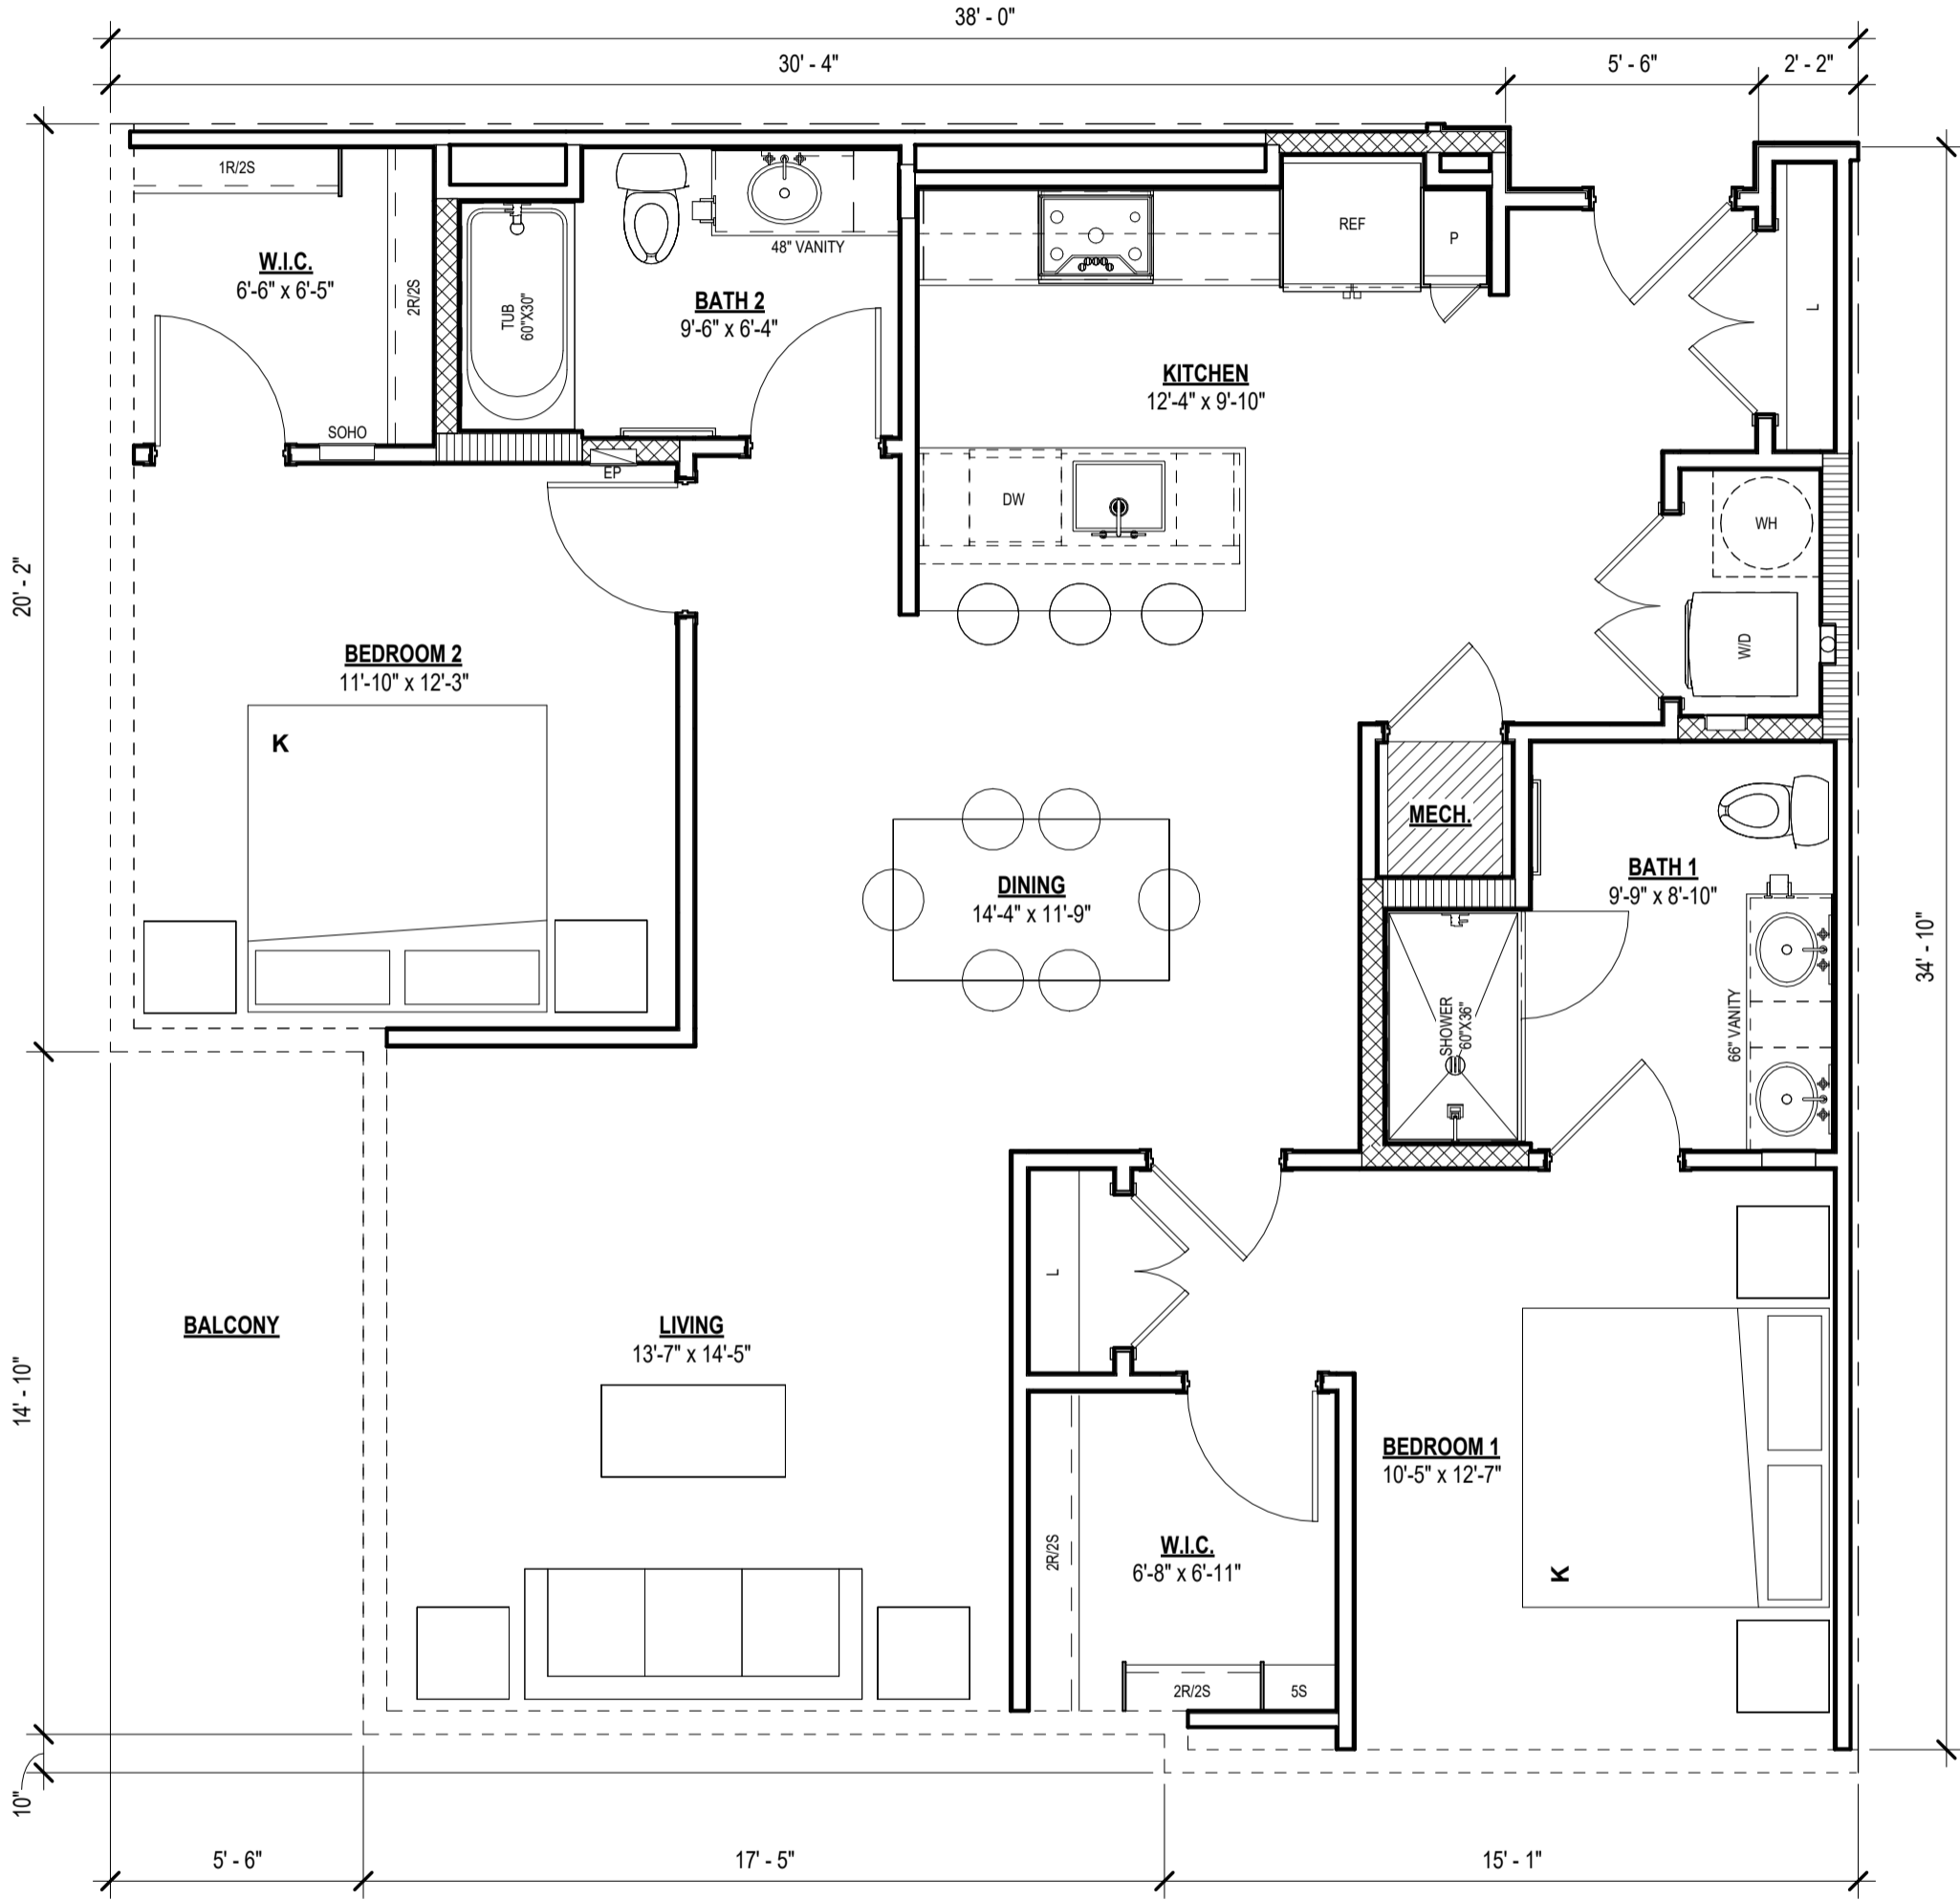 38' - 0"
30' - 4"
5' - 6"
2' - 2"
1R/2S
W.I.C.
6'-6" x 6'-5"
2R/2S
SOHO
TUB
60"X30"
48" VANITY
BATH 2
9'-6" x 6'-4"
EP
REF
P
L
KITCHEN
12'-4" x 9'-10"
DW
WH
W/D
20' - 2"
BEDROOM 2
11'-10" x 12'-3"
K
MECH.
DINING
14'-4" x 11'-9"
BATH 1
9'-9" x 8'-10"
SHOWER
60"X36"
66" VANITY
34' - 10"
L
BALCONY
LIVING
13'-7" x 14'-5"
14' - 10"
BEDROOM 1
10'-5" x 12'-7"
K
W.I.C.
6'-8" x 6'-11"
2R/2S
2R/2S
5S
10"
5' - 6"
17' - 5"
15' - 1"